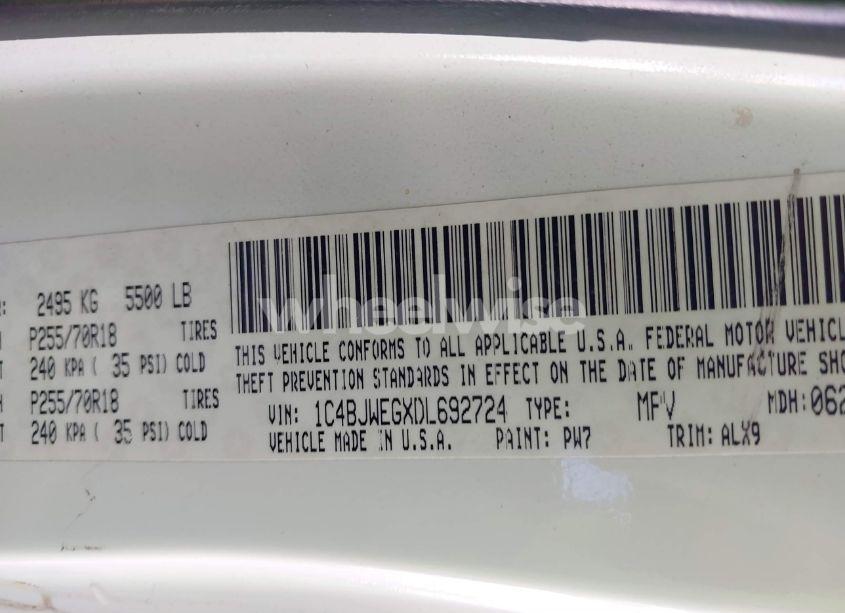 2495 KG 5500 LB
P255/70R18 TIRES
240 KPA ( 35 PSI) COLD
P255/70R18 TIRES
240 KPA ( 35 PSI) COLD
THIS VEHICLE CONFORMS TO ALL APPLICABLE U.S.A. FEDERAL MOTOR VEHICL
THEFT PREVENTION STANDARDS IN EFFECT ON THE DATE OF MANUFACTURE SHO
VIN: 1C4BJWEGXDL692724 TYPE: MPV MDH: 062
VEHICLE MADE IN U.S.A. PAINT: PW7 TRIM: ALX9
wheelwise